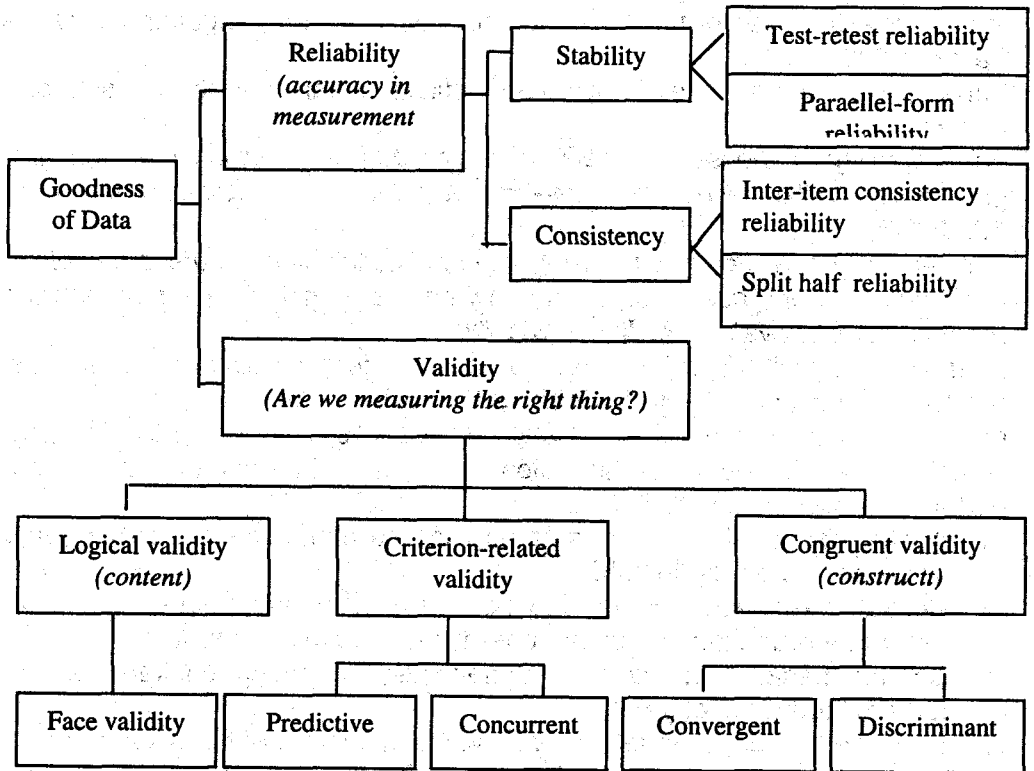 Reliability
(accuracy in
measurement
Stability
Test-retest reliability
Paraellel-form
reliability
Goodness
of Data
Consistency
Inter-item consistency
reliability
Split half reliability
Validity
(Are we measuring the right thing?)
Logical validity
(content)
Criterion-related
validity
Congruent validity
(constructt)
Face validity
Predictive
Concurrent
Convergent
Discriminant